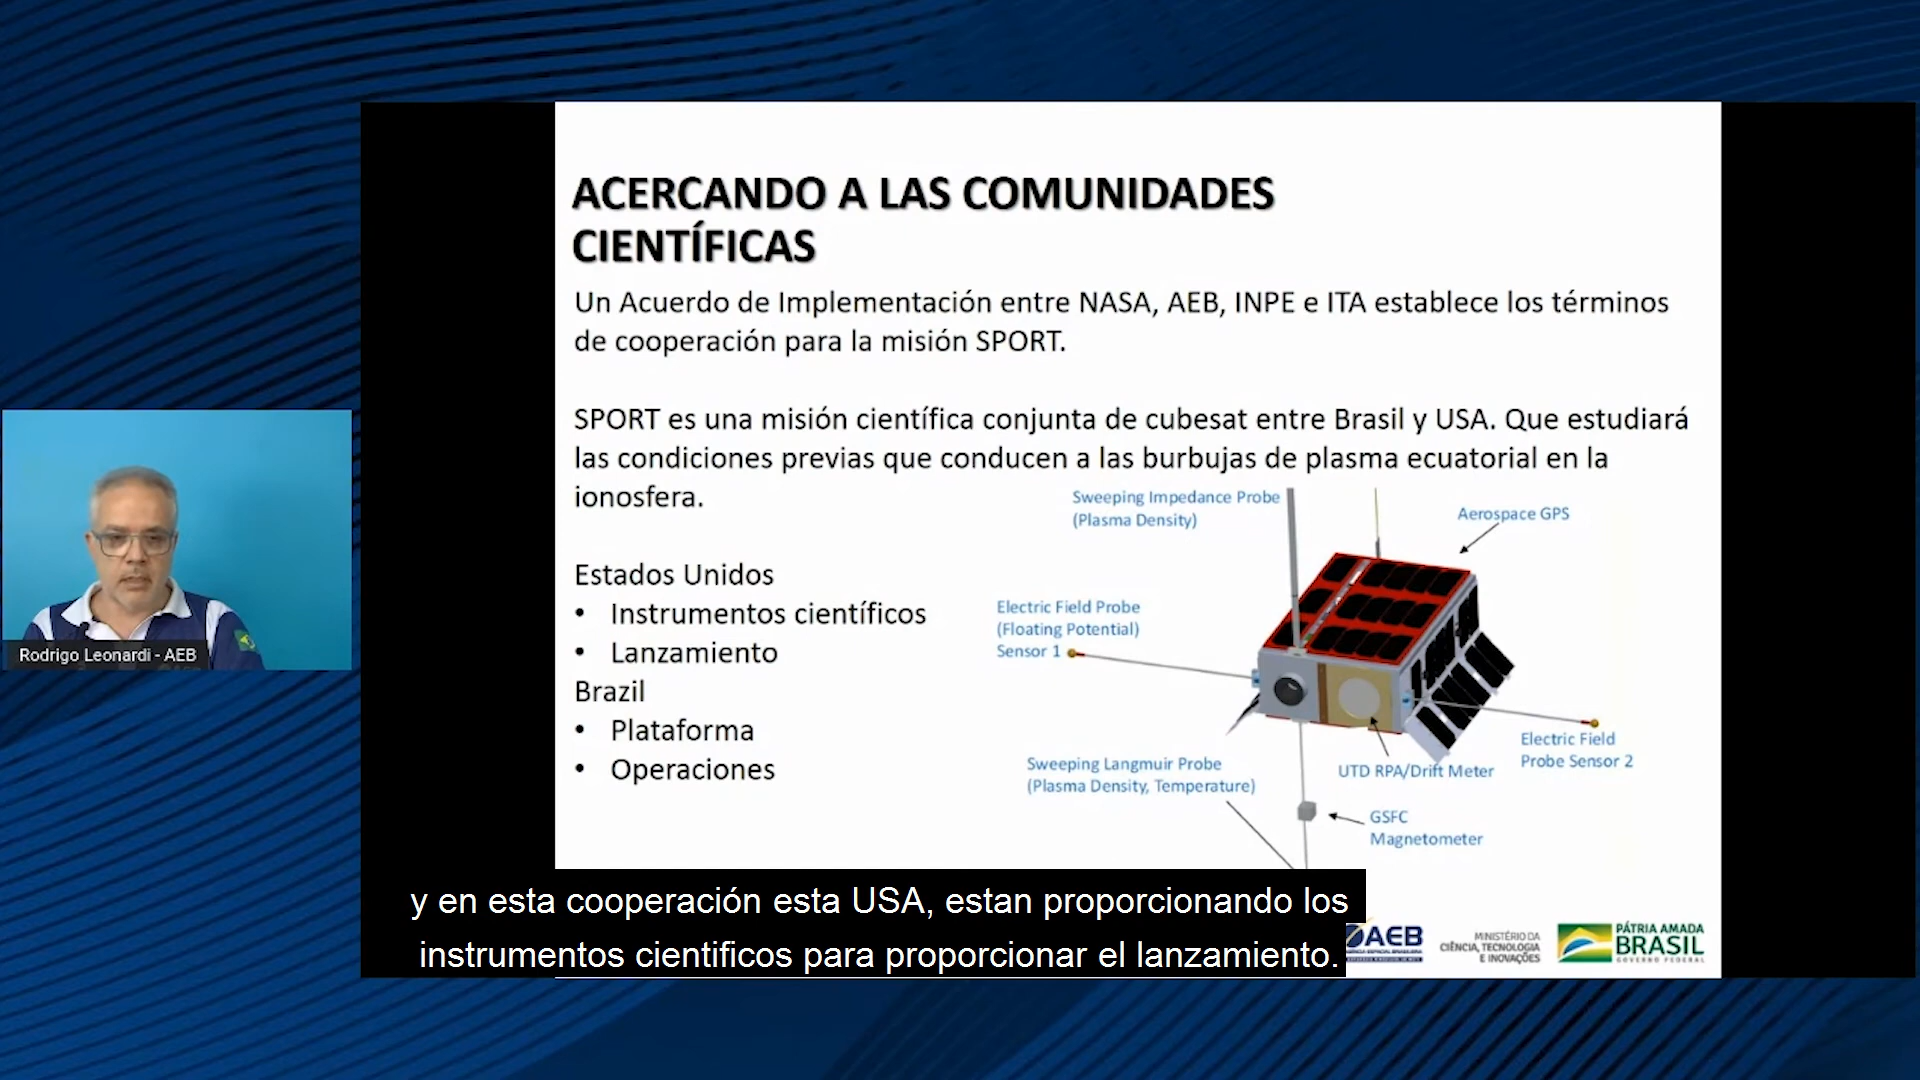 ACERCANDO A LAS COMUNIDADES
CIENTÍFICAS
Un Acuerdo de Implementación entre NASA, AEB, INPE e ITA establece los términos
de cooperación para la misión SPORT.
SPORT es una misión científica conjunta de cubesat entre Brasil y USA. Que estudiará
las condiciones previas que conducen a las burbujas de plasma ecuatorial en la
ionosfera.
Estados Unidos
• Instrumentos científicos
• Lanzamiento
Brazil
• Plataforma
• Operaciones
Sweeping Impedance Probe
(Plasma Density)
Aerospace GPS
Electric Field Probe
(Floating Potential)
Sensor 1
Electric Field
Probe Sensor 2
UTD RPA/Drift Meter
Sweeping Langmuir Probe
(Plasma Density, Temperature)
GSFC
Magnetometer
Rodrigo Leonardi - AEB
y en esta cooperación esta USA, estan proporcionando los
instrumentos cientificos para proporcionar el lanzamiento.
AEB
MINISTÉRIO DA
CIÊNCIA, TECNOLOGIA
E INOVAÇÕES
PÁTRIA AMADA
BRASIL
GOVERNO FEDERAL